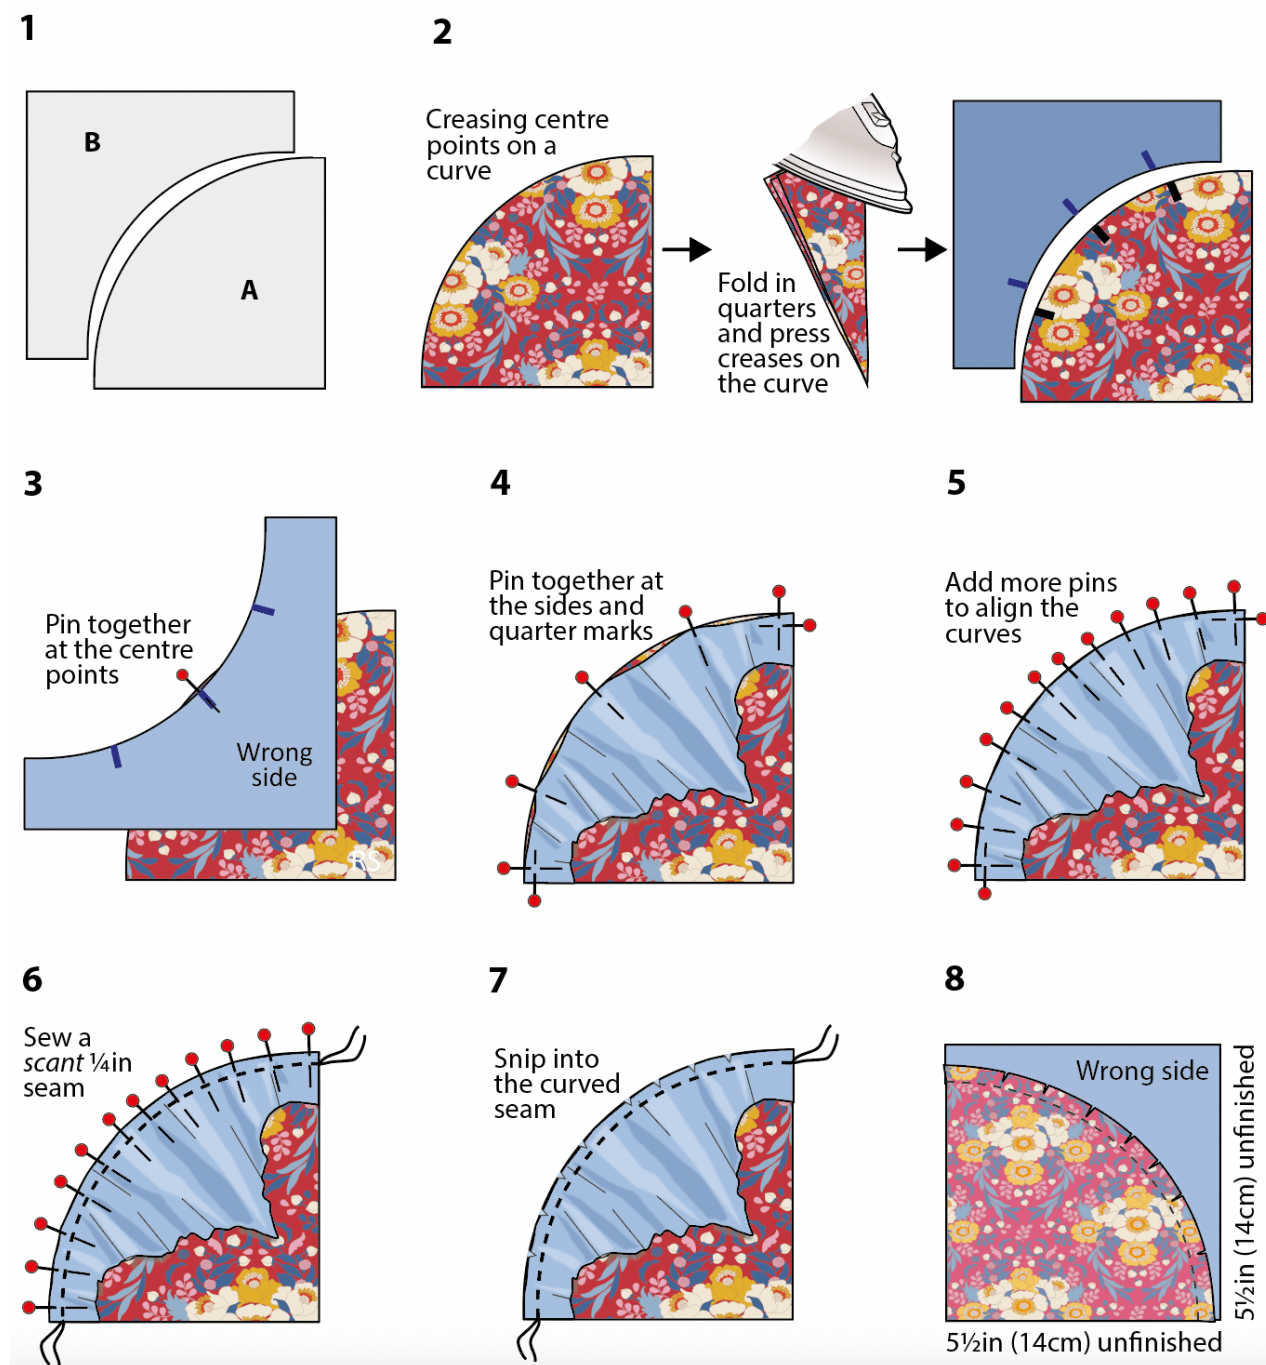 1
B
A
2
Creasing centre
points on a
curve
Fold in
quarters
and press
creases on
the curve
3
Pin together
at the centre
points
Wrong
side
RS
4
Pin together at
the sides and
quarter marks
5
Add more pins
to align the
curves
6
Sew a
scant ¼in
seam
7
Snip into
the curved
seam
8
Wrong side
5½in (14cm) unfinished
5½in (14cm) unfinished